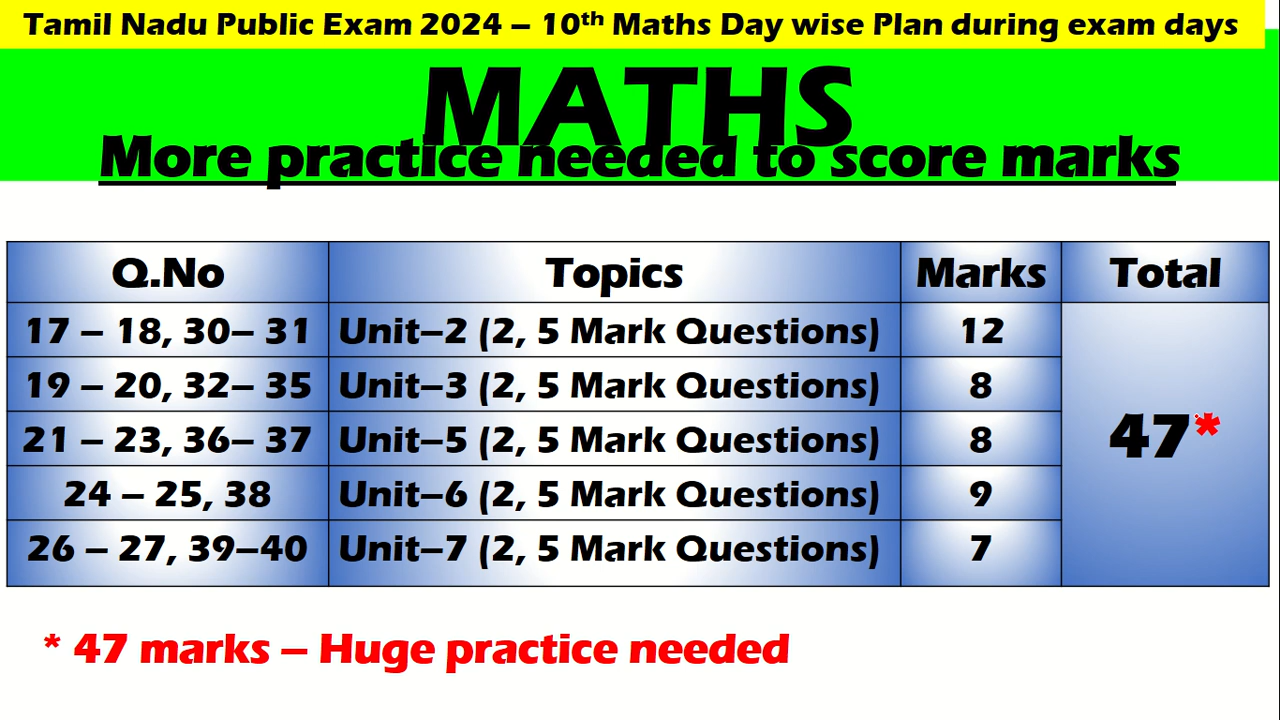 Tamil Nadu Public Exam 2024 – 10th Maths Day wise Plan during exam days
MATHS
More practice needed to score marks
Q.No Topics Marks Total
17 – 18, 30– 31 Unit–2 (2, 5 Mark Questions) 12
19 – 20, 32– 35 Unit–3 (2, 5 Mark Questions) 8
21 – 23, 36– 37 Unit–5 (2, 5 Mark Questions) 8
24 – 25, 38 Unit–6 (2, 5 Mark Questions) 9
26 – 27, 39–40 Unit–7 (2, 5 Mark Questions) 7
47*
* 47 marks – Huge practice needed